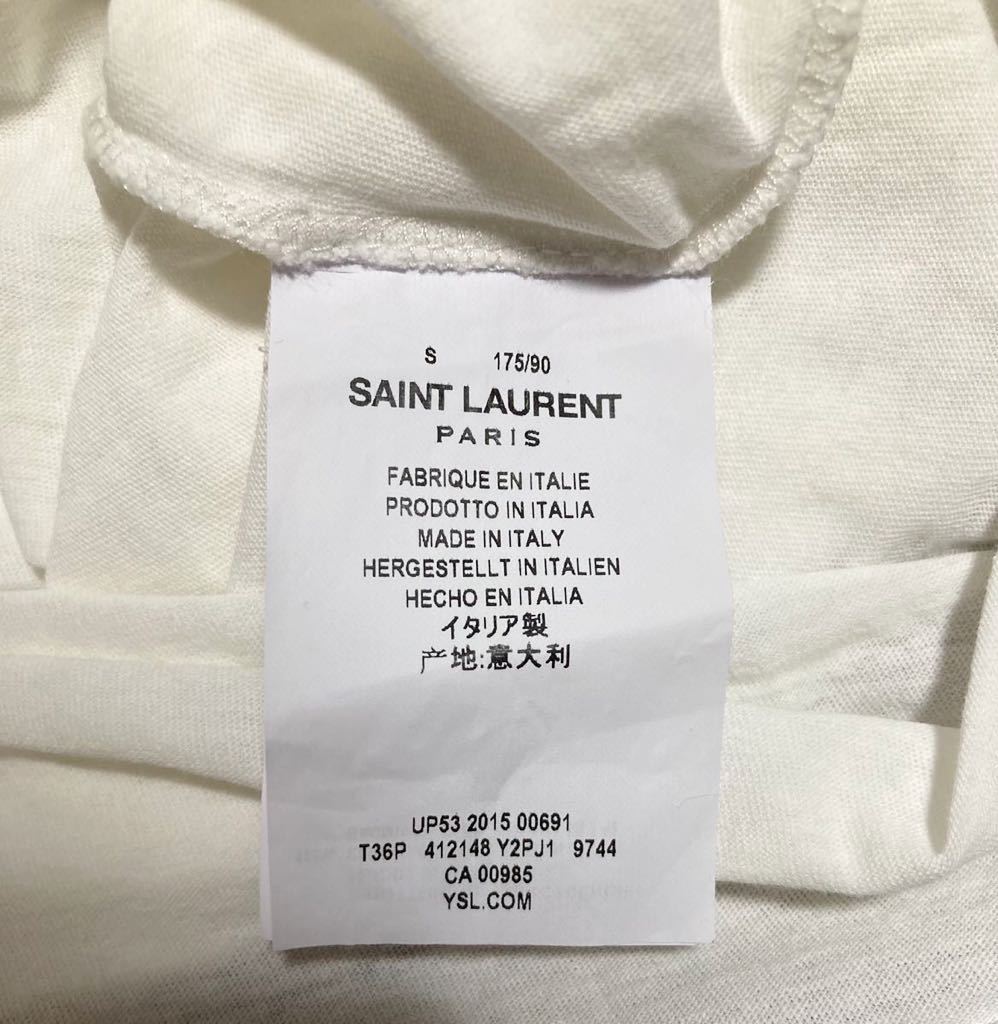 S 175/90
SAINT LAURENT
PARIS
FABRIQUE EN ITALIE
PRODOTTO IN ITALIA
MADE IN ITALY
HERGESTELLT IN ITALIEN
HECHO EN ITALIA
イタリア製
产地:意大利
UP53 2015 00691
T36P 412148 Y2PJ1 9744
CA 00985
YSL.COM